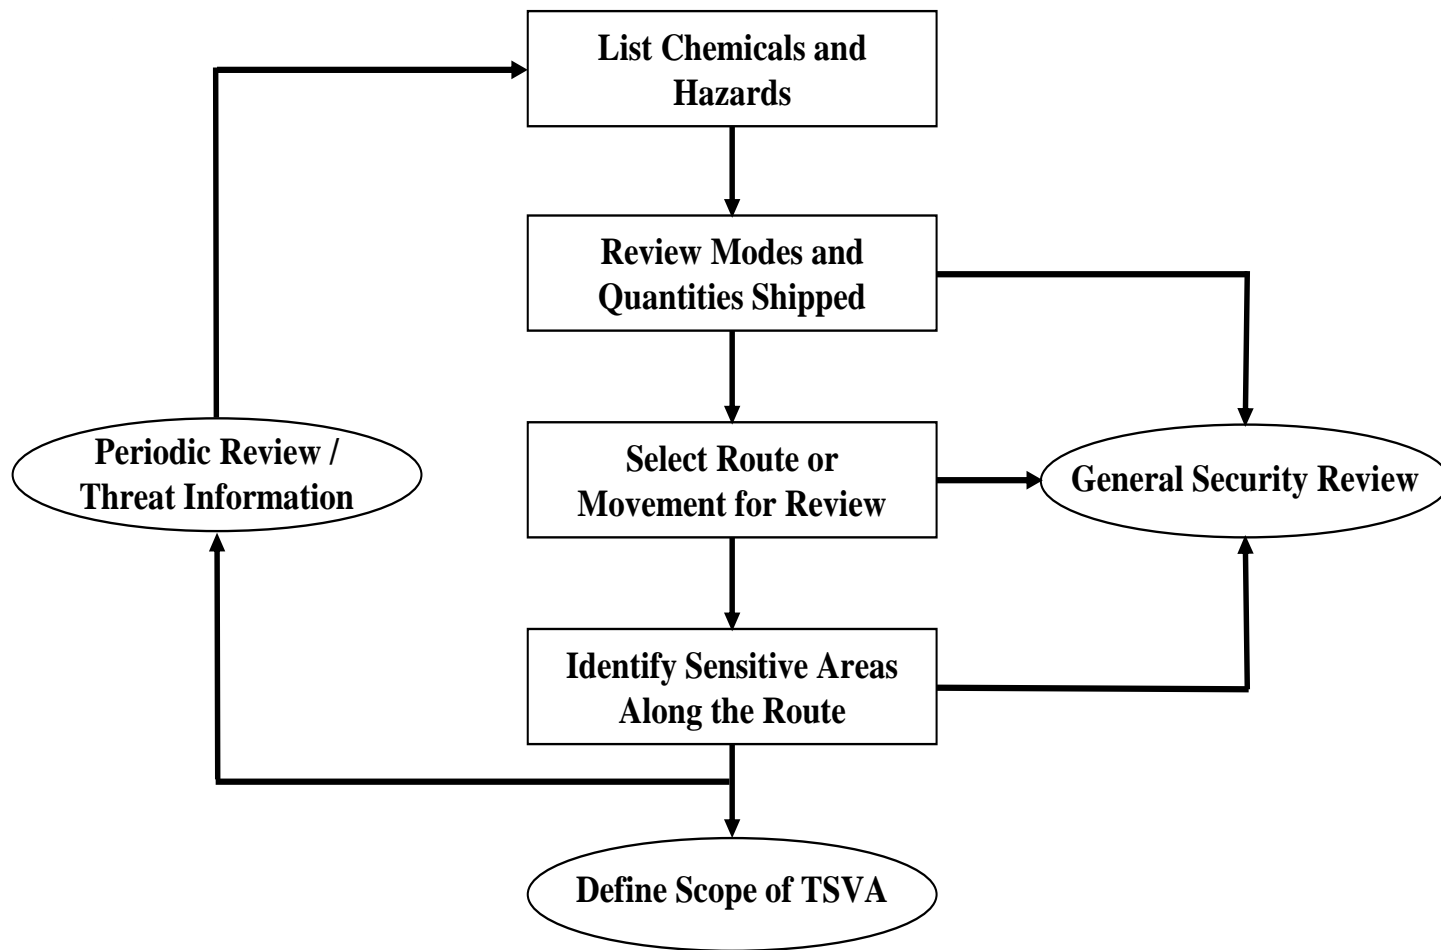 List Chemicals and
Hazards
Review Modes and
Quantities Shipped
Periodic Review /
Threat Information
Select Route or
Movement for Review
General Security Review
Identify Sensitive Areas
Along the Route
Define Scope of TSVA